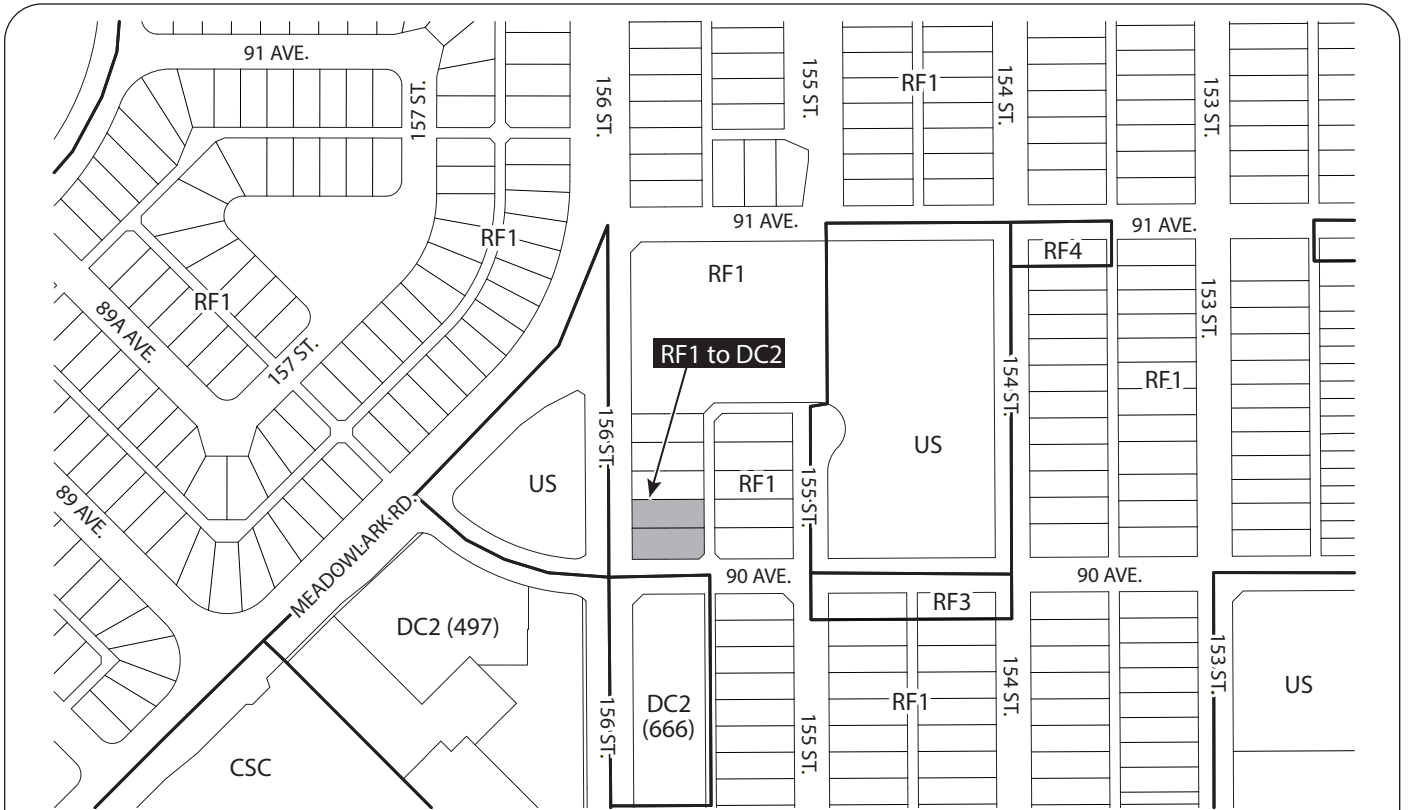 91 AVE.
157 ST.
156 ST.
155 ST.
RF1
154 ST.
153 ST.
91 AVE.
91 AVE.
RF1
RF1
RF4
RF1
89A AVE.
157 ST.
RF1 to DC2
153 ST.
154 ST.
RF1
156 ST.
US
US
RF1
155 ST.
89 AVE.
MEADOWLARK RD.
90 AVE.
90 AVE.
RF3
DC2 (497)
153 ST.
154 ST.
US
DC2
(666)
RF1
156 ST.
155 ST.
CSC